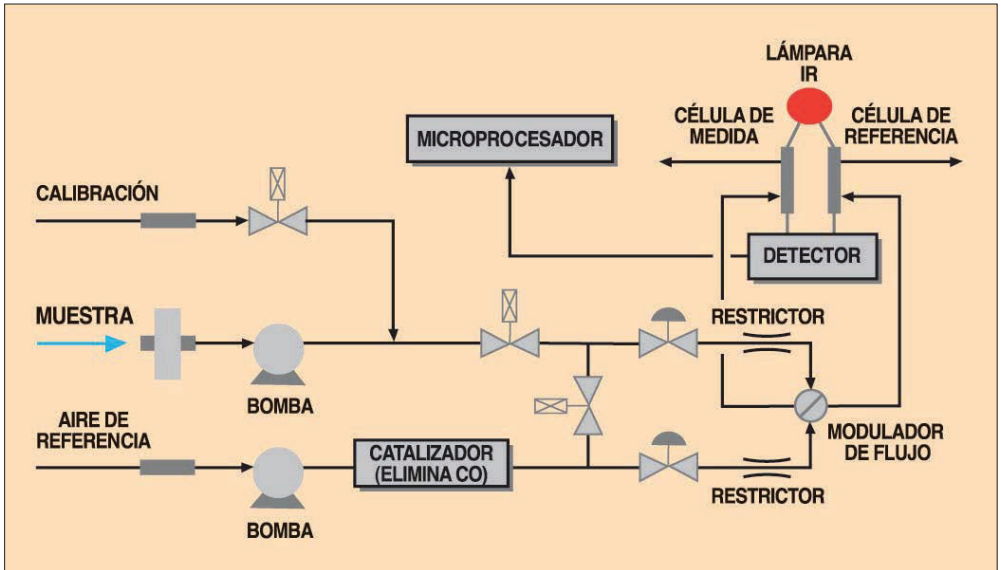 LÁMPARA
IR
CÉLULA DE
MEDIDA
CÉLULA DE
REFERENCIA
MICROPROCESADOR
CALIBRACIÓN
DETECTOR
MUESTRA
RESTRICTOR
BOMBA
AIRE DE
REFERENCIA
CATALIZADOR
(ELIMINA CO)
MODULADOR
DE FLUJO
RESTRICTOR
BOMBA